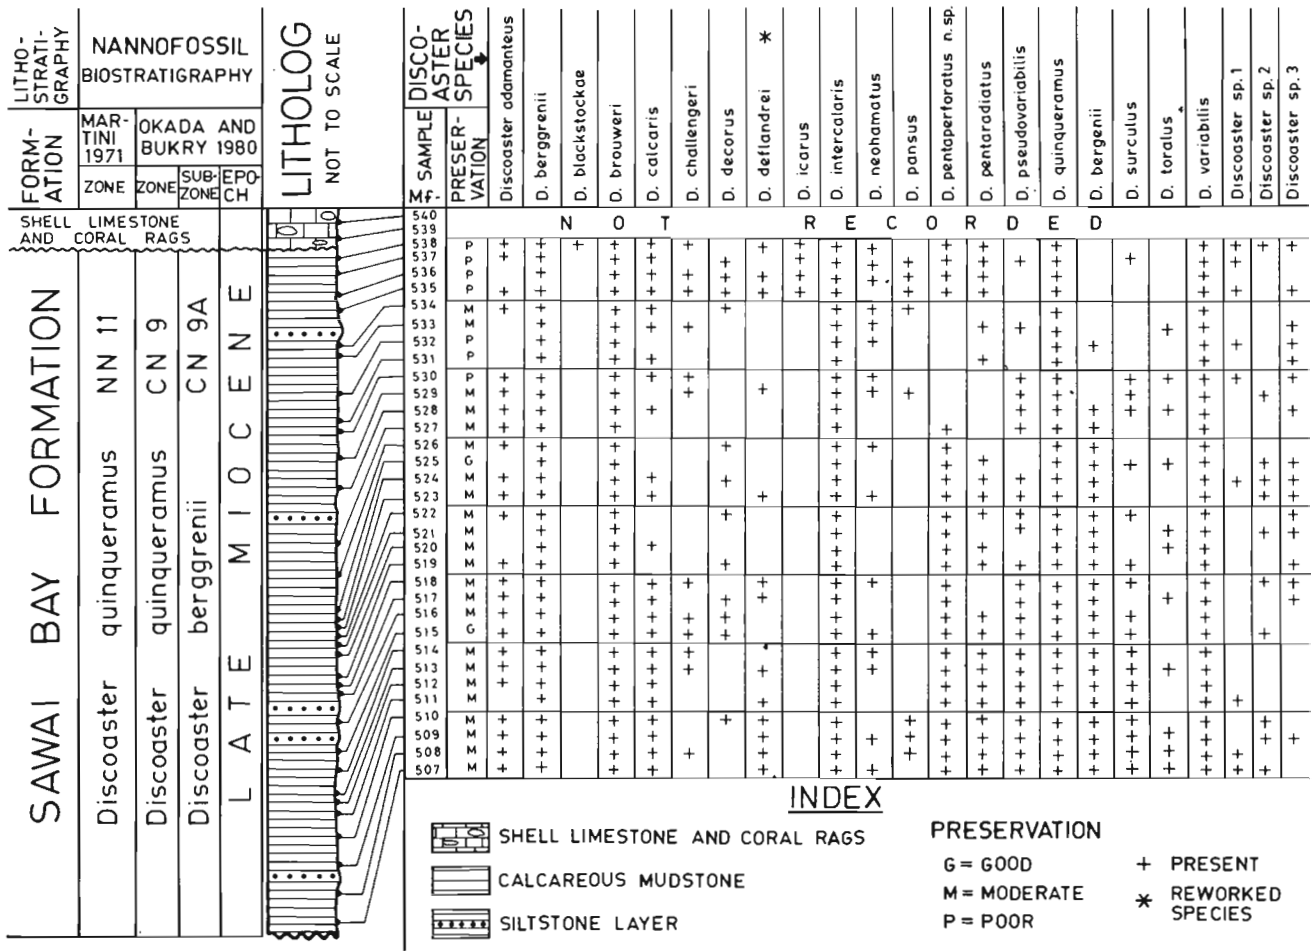 LITHO-
STRATI-
GRAPHY
NANNOFOSSIL
BIOSTRATIGRAPHY
LITHOLOG
NOT TO SCALE
DISCO-
ASTER
SPECIES
FORM-
ATION
MAR-
TINI
1971
OKADA AND
BUKRY 1980
ZONE
ZONE
SUB-
ZONE
EPO-
CH
Mf- SAMPLE
PRESER-
VATION
Discoaster adamanteus
D. berggrenii
D. blackstockae
D. brouweri
D. calcaris
D. challengeri
D. decorus
D. deflandrei *
D. icarus
D. intercalaris
D. neohamatus
D. pansus
D. pentaperforatus n. sp.
D. pentaradiatus
D. pseudovariabilis
D. quinqueramus
D. bergenii
D. surculus
D. toralus
D. variabilis
Discoaster sp. 1
Discoaster sp. 2
Discoaster sp. 3
SHELL LIMESTONE
AND CORAL RAGS
SAWAI BAY FORMATION
Discoaster quinqueramus NN 11
Discoaster quinqueramus CN 9
Discoaster berggrenii CN 9A
LATE MIOCENE
540
539
NOT RECORDED
538 P
537 P
536 P
535 P
534 M
533 M
532 P
531 P
530 P
529 M
528 M
527 M
526 M
525 G
524 M
523 M
522 M
521 M
520 M
519 M
518 M
517 M
516 M
515 G
514 M
513 M
512 M
511 M
510 M
509 M
508 M
507 M
INDEX
SHELL LIMESTONE AND CORAL RAGS
CALCAREOUS MUDSTONE
SILTSTONE LAYER
PRESERVATION
G = GOOD
M = MODERATE
P = POOR
+ PRESENT
* REWORKED
SPECIES